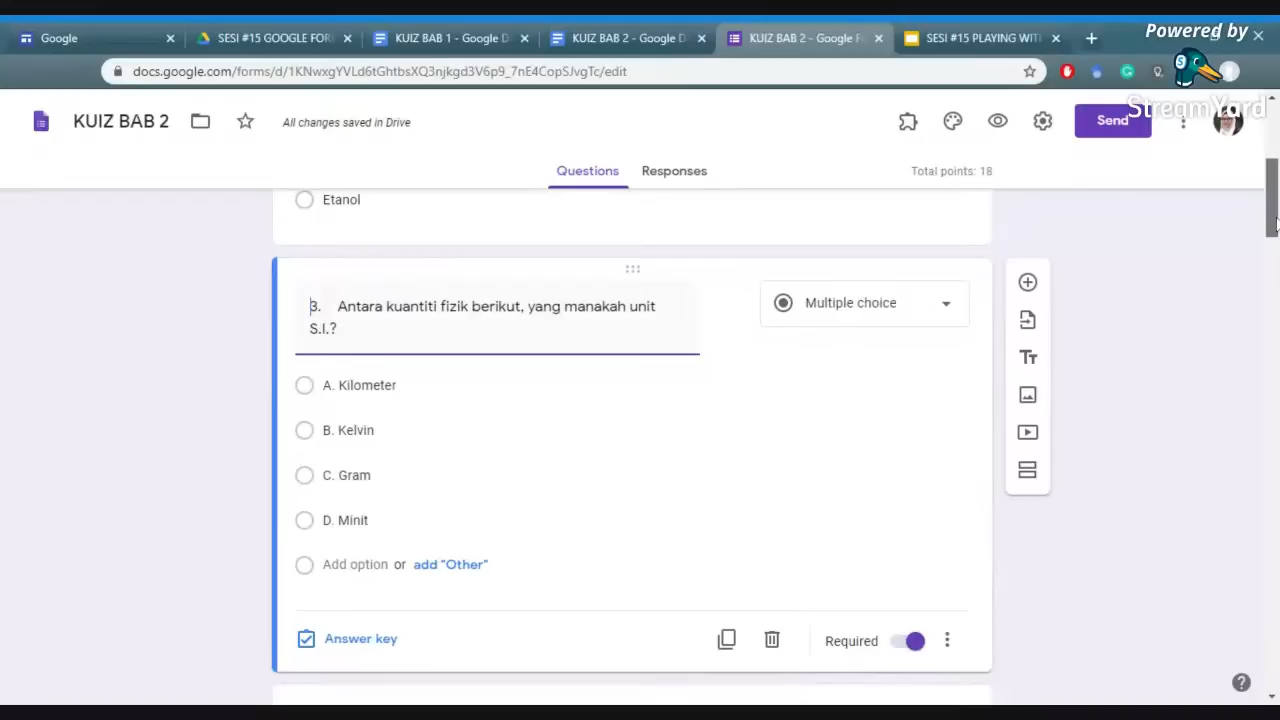 Powered by
Google
SESI #15 GOOGLE FOR
KUIZ BAB 1 - Google D
KUIZ BAB 2 - Google D
KUIZ BAB 2 - Google F
SESI #15 PLAYING WIT
docs.google.com/forms/d/1KNwxgYVLd6tGhtbsXQ3njkgd3V6p9_7nE4CopSJvgTc/edit
StreamYard
KUIZ BAB 2
All changes saved in Drive
Send
Questions
Responses
Total points: 18
Etanol
3. Antara kuantiti fizik berikut, yang manakah unit
S.I.?
Multiple choice
A. Kilometer
B. Kelvin
C. Gram
D. Minit
Add option or add "Other"
Answer key
Required